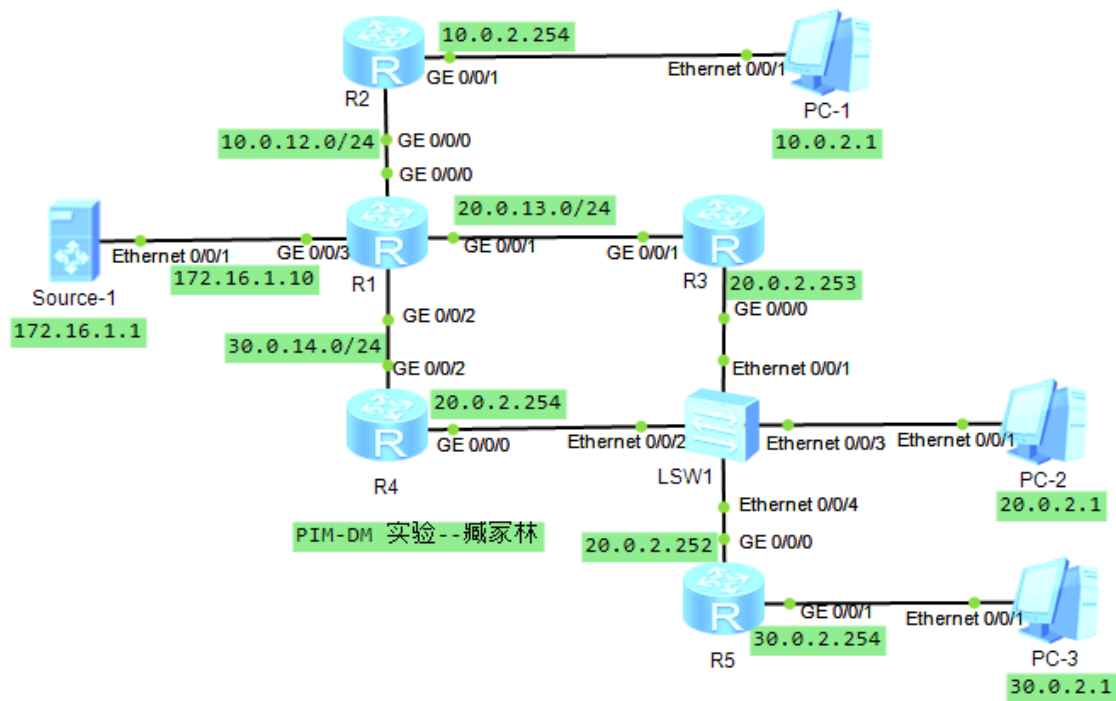 10.0.2.254
GE 0/0/1
Ethernet 0/0/1
R
R2
PC-1
10.0.2.1
10.0.12.0/24
GE 0/0/0
GE 0/0/0
20.0.13.0/24
R
R
Ethernet 0/0/1
GE 0/0/3
GE 0/0/1
GE 0/0/1
172.16.1.10
R1
R3
20.0.2.253
Source-1
172.16.1.1
GE 0/0/2
GE 0/0/0
30.0.14.0/24
GE 0/0/2
Ethernet 0/0/1
20.0.2.254
R
GE 0/0/0
Ethernet 0/0/2
Ethernet 0/0/3
Ethernet 0/0/1
R4
LSW1
PC-2
20.0.2.1
Ethernet 0/0/4
PIM-DM 实验--臧冢林
20.0.2.252
GE 0/0/0
R
GE 0/0/1
Ethernet 0/0/1
30.0.2.254
R5
PC-3
30.0.2.1